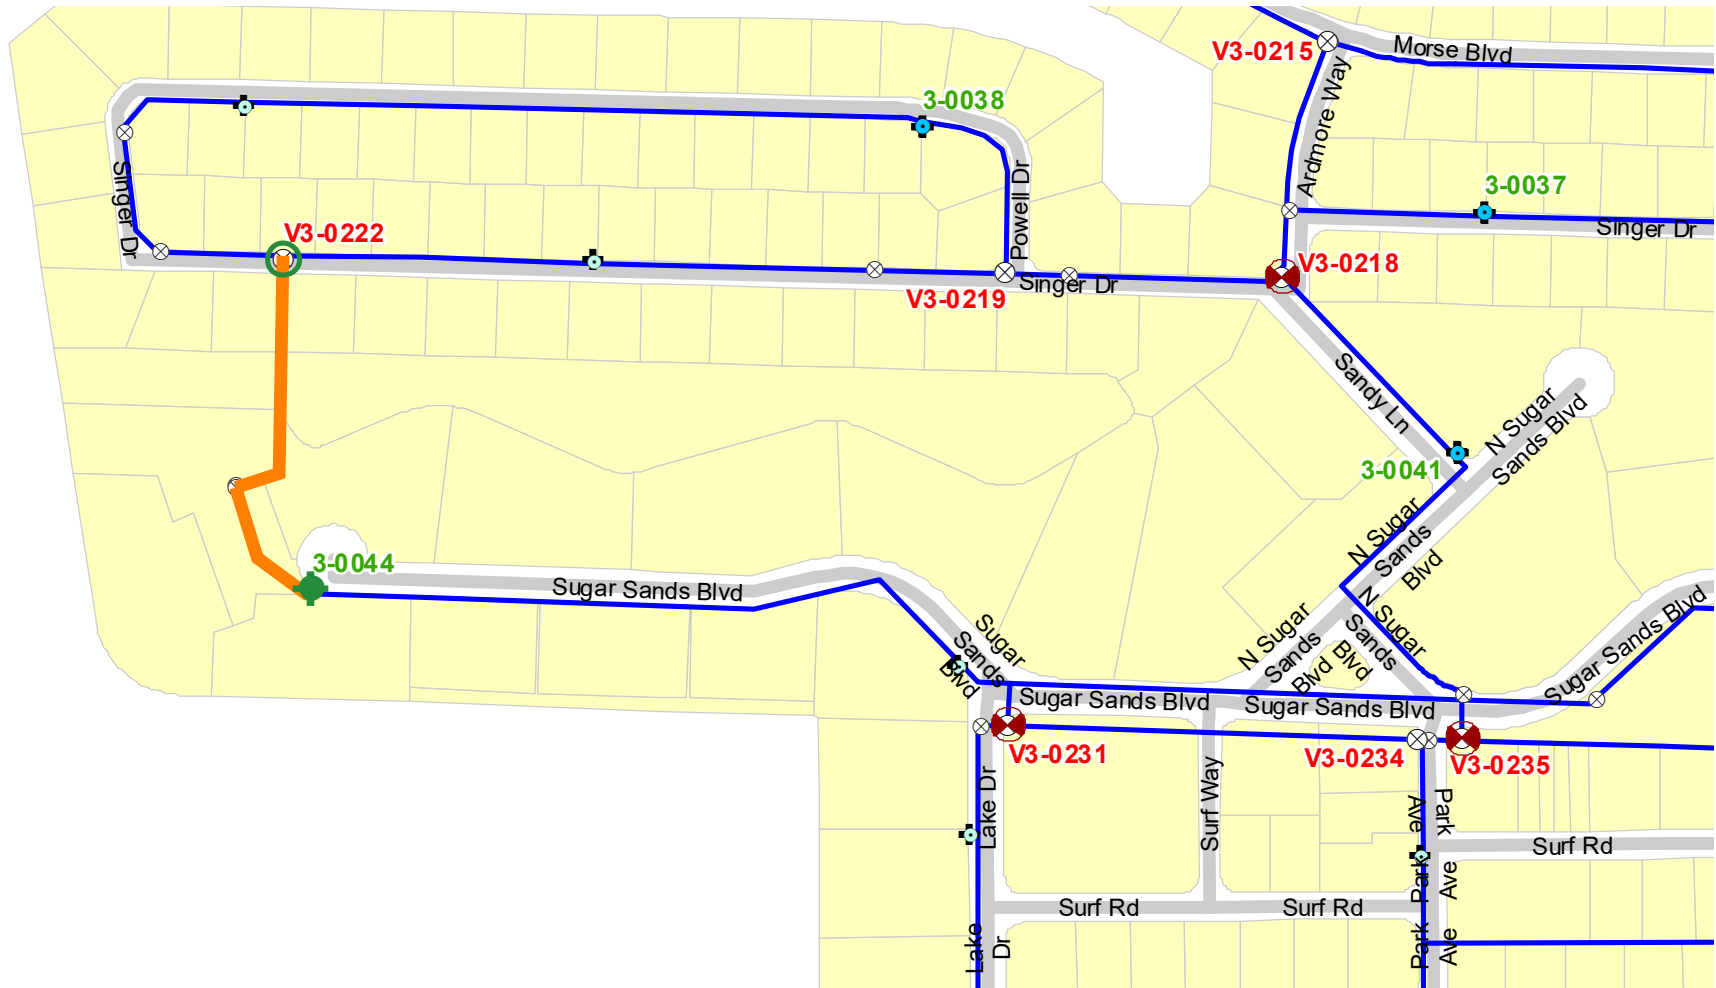 V3-0215
Morse Blvd
3-0038
Ardmore Way
3-0037
Singer Dr
Powell Dr
Singer Dr
V3-0222
V3-0218
Singer Dr
V3-0219
Sandy Ln
N Sugar
Sands Blvd
3-0041
N Sugar
Sands
Blvd
3-0044
Sugar Sands Blvd
N Sugar
Sands
Blvd
N Sugar
Sands
Blvd
Sugar
Sands
Blvd
Sugar Sands Blvd
Sugar Sands Blvd
Sugar Sands Blvd
V3-0231
V3-0234
V3-0235
Lake Dr
Surf Way
Park
Ave
Park
Ave
Surf Rd
Surf Rd
Surf Rd
Lake
Dr
Park
Ave